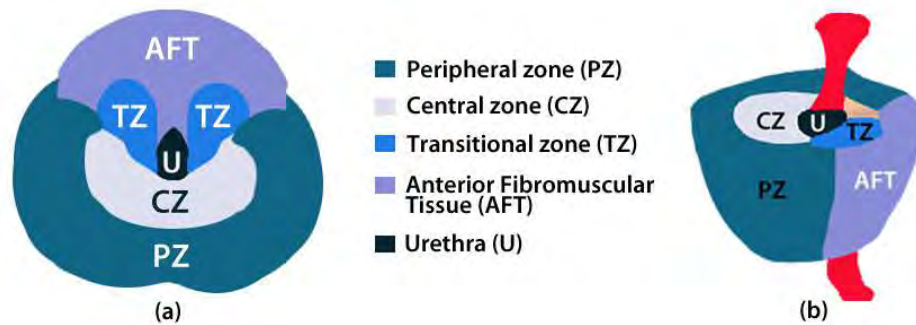 AFT
TZ TZ
U
CZ
PZ
(a)
Peripheral zone (PZ)
Central zone (CZ)
Transitional zone (TZ)
Anterior Fibromuscular
Tissue (AFT)
Urethra (U)
CZ U TZ
PZ AFT
(b)